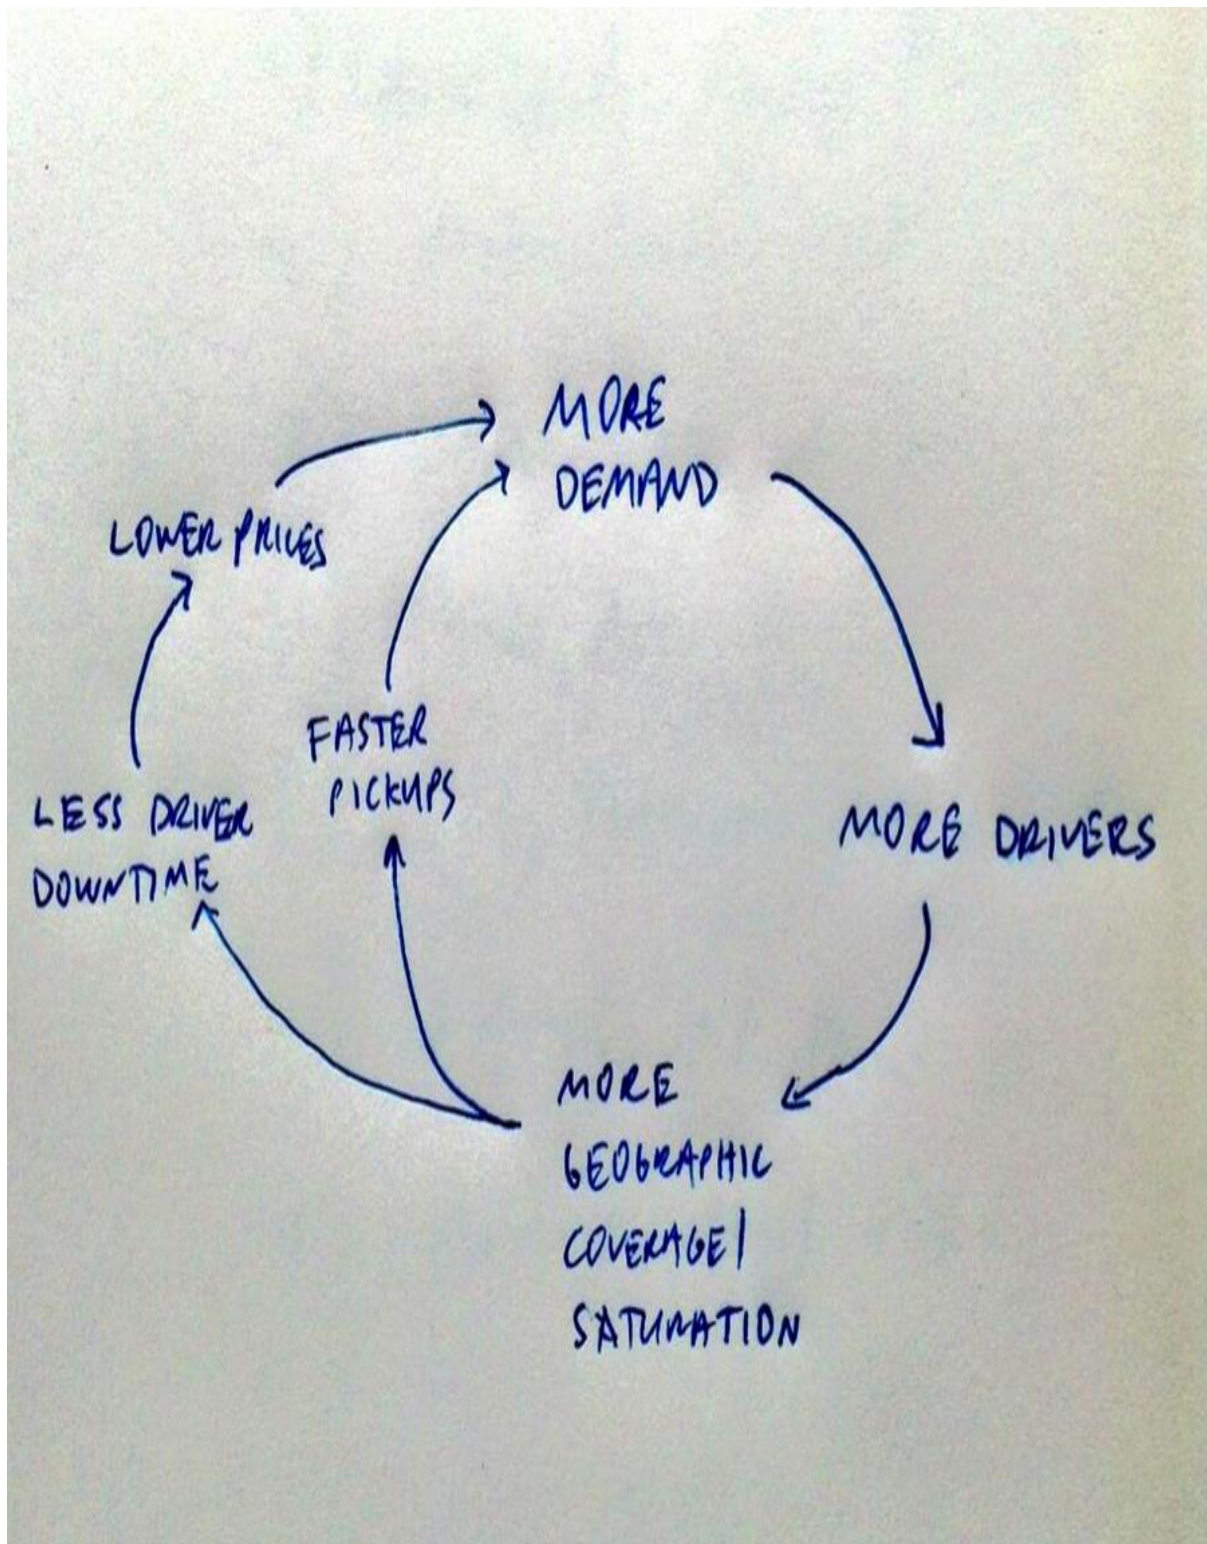 MORE
DEMAND
LOWER PRICES
FASTER
PICKUPS
LESS DRIVER
DOWNTIME
MORE DRIVERS
MORE
GEOGRAPHIC
COVERAGE/
SATURATION